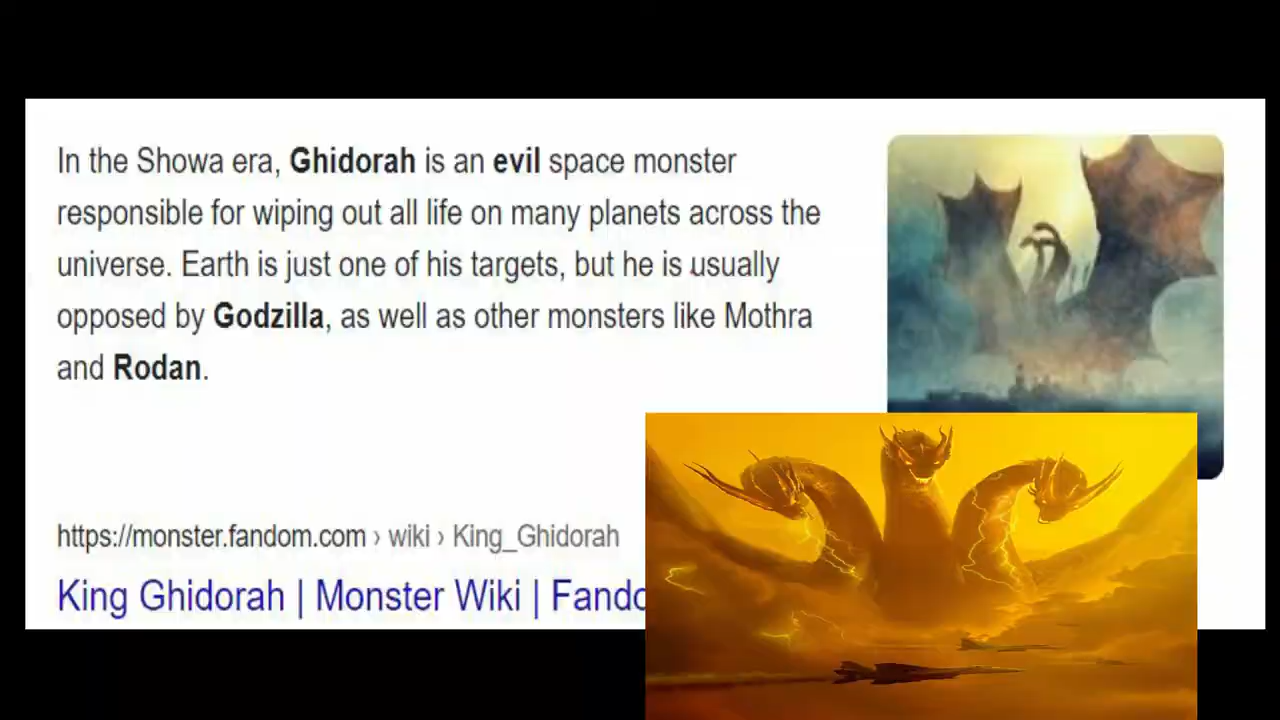 In the Showa era, Ghidorah is an evil space monster
responsible for wiping out all life on many planets across the
universe. Earth is just one of his targets, but he is usually
opposed by Godzilla, as well as other monsters like Mothra
and Rodan.
https://monster.fandom.com › wiki › King_Ghidorah
King Ghidorah | Monster Wiki | Fando